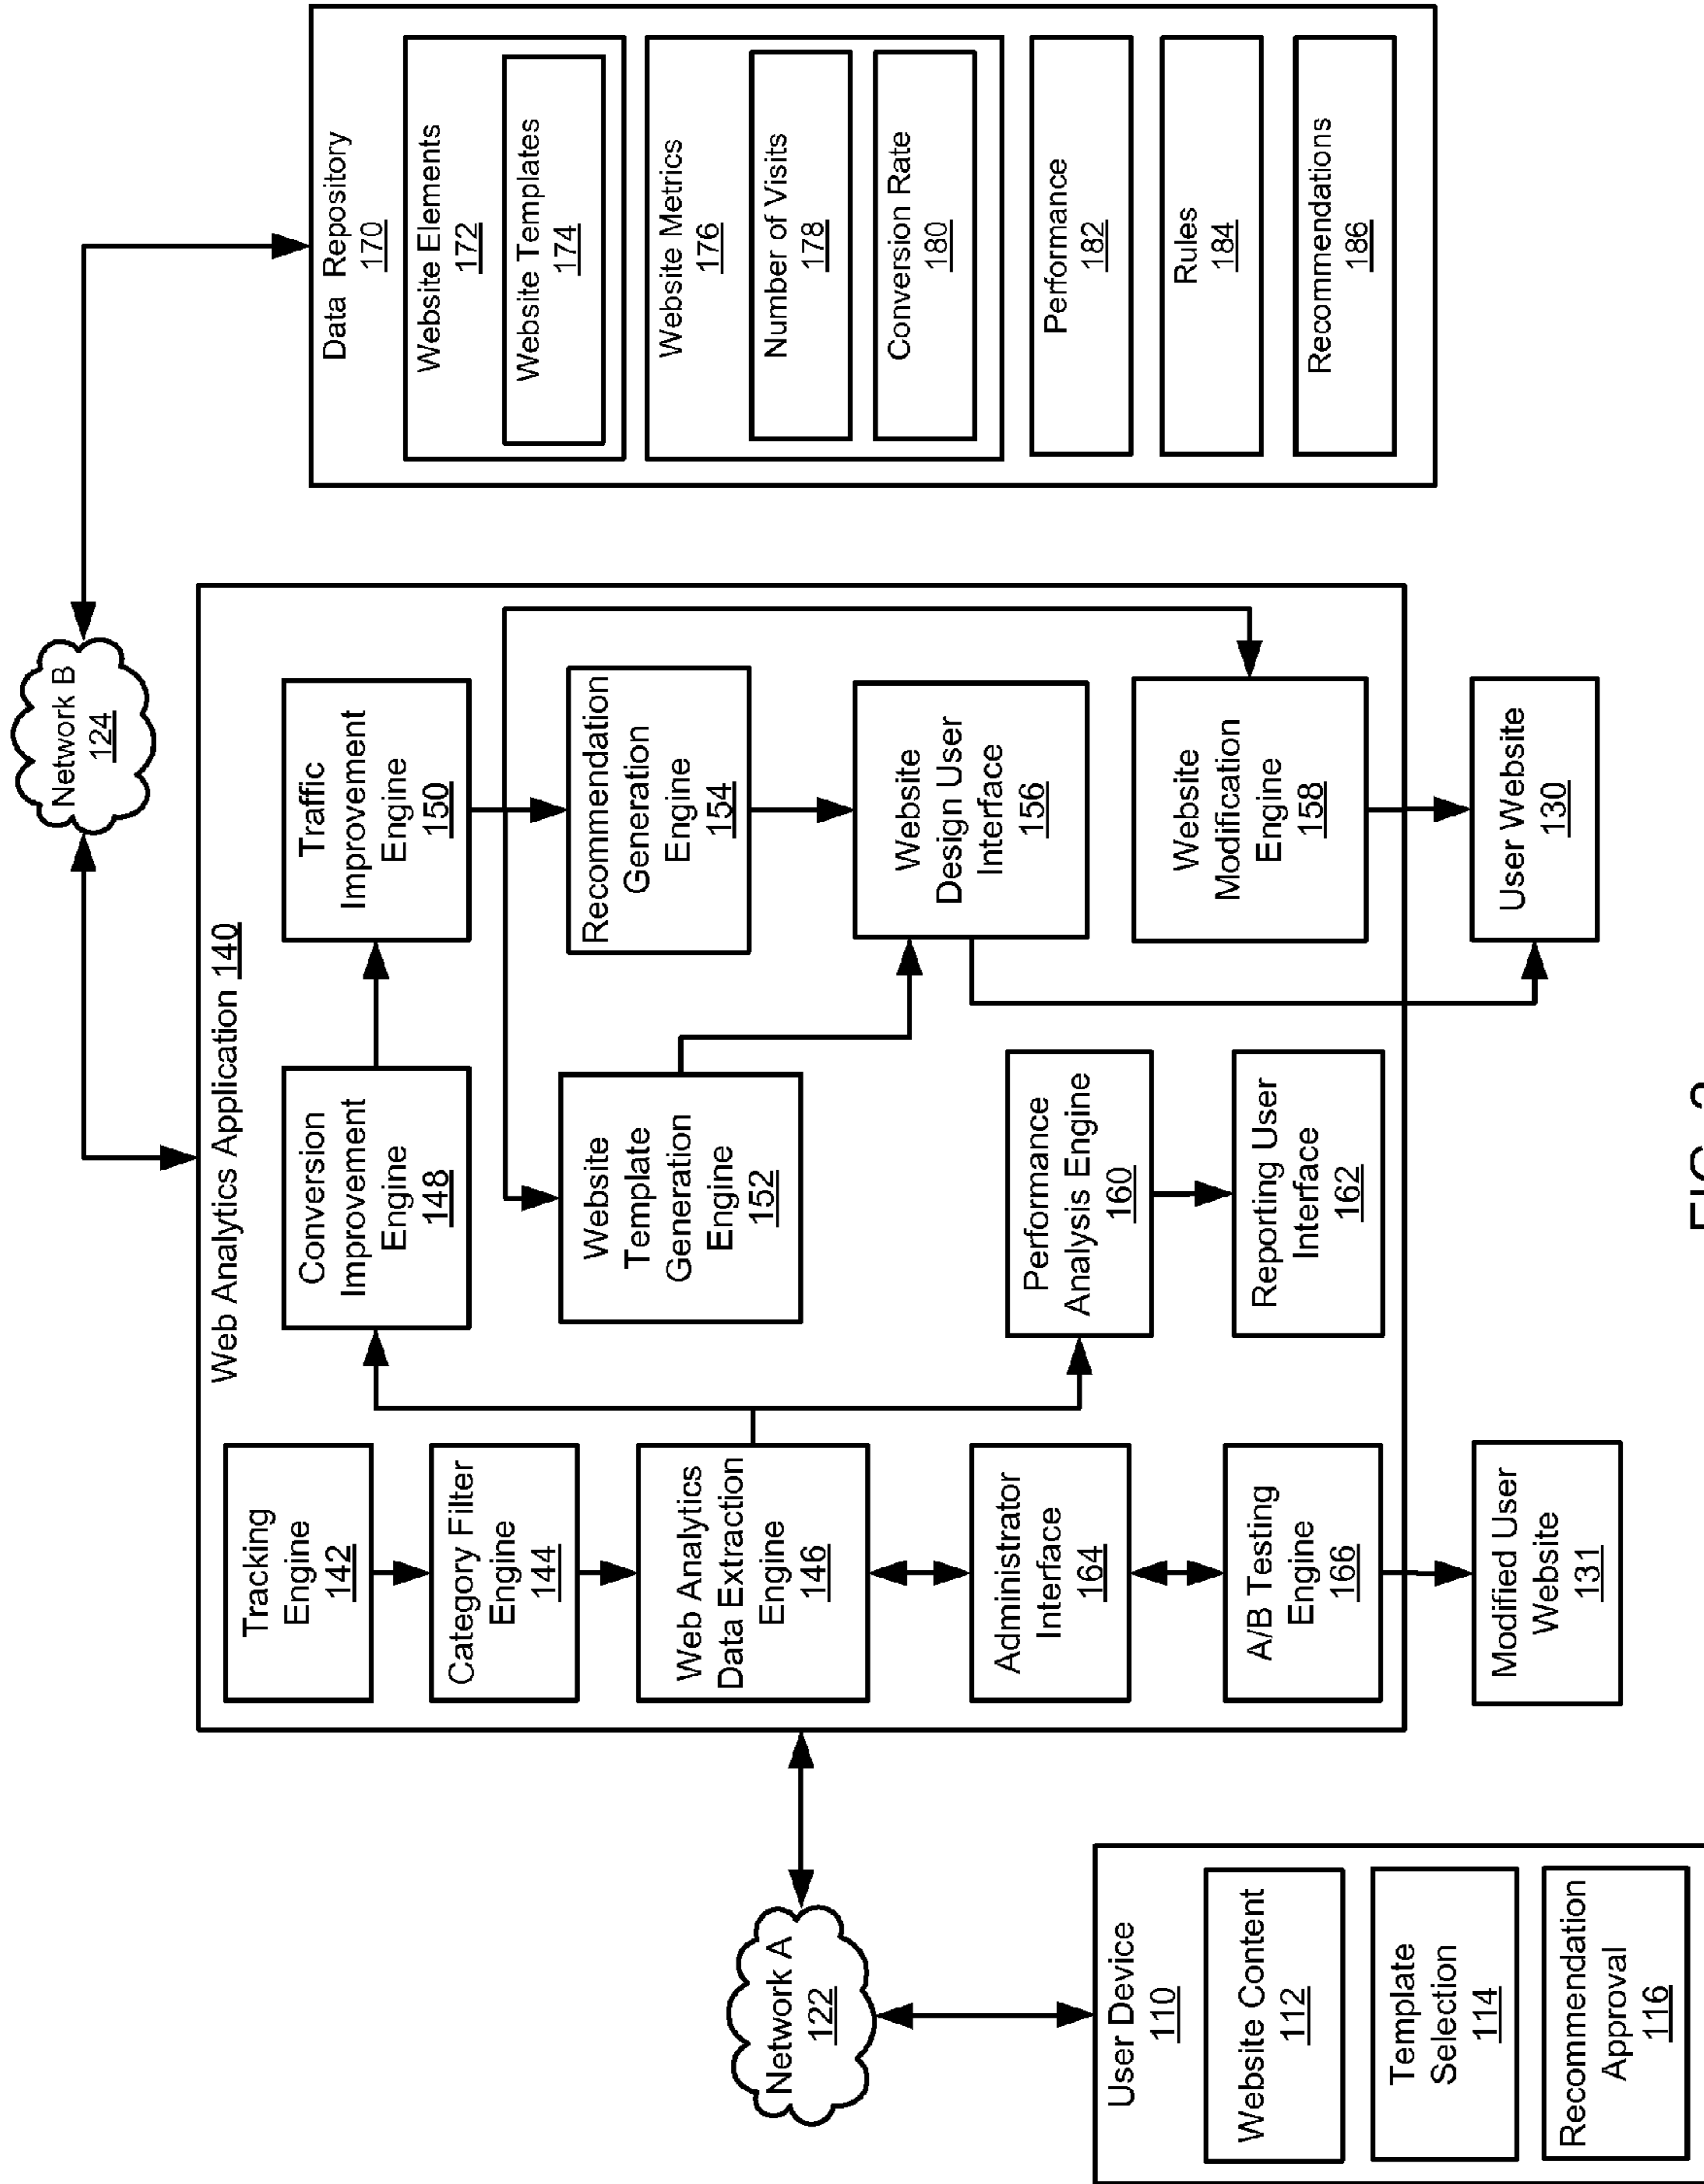 Network B
124
Web Analytics Application 140
Tracking
Engine
142
Category Filter
Engine
144
Web Analytics
Data Extraction
Engine
146
Administrator
Interface
164
A/B Testing
Engine
166
Conversion
Improvement
Engine
148
Website
Template
Generation
Engine
152
Performance
Analysis Engine
160
Reporting User
Interface
162
Traffic
Improvement
Engine
150
Recommendation
Generation
Engine
154
Website
Design User
Interface
156
Website
Modification
Engine
158
Data Repository
170
Website Elements
172
Website Templates
174
Website Metrics
176
Number of Visits
178
Conversion Rate
180
Performance
182
Rules
184
Recommendations
186
Network A
122
User Device
110
Website Content
112
Template
Selection
114
Recommendation
Approval
116
Modified User
Website
131
User Website
130
FIG